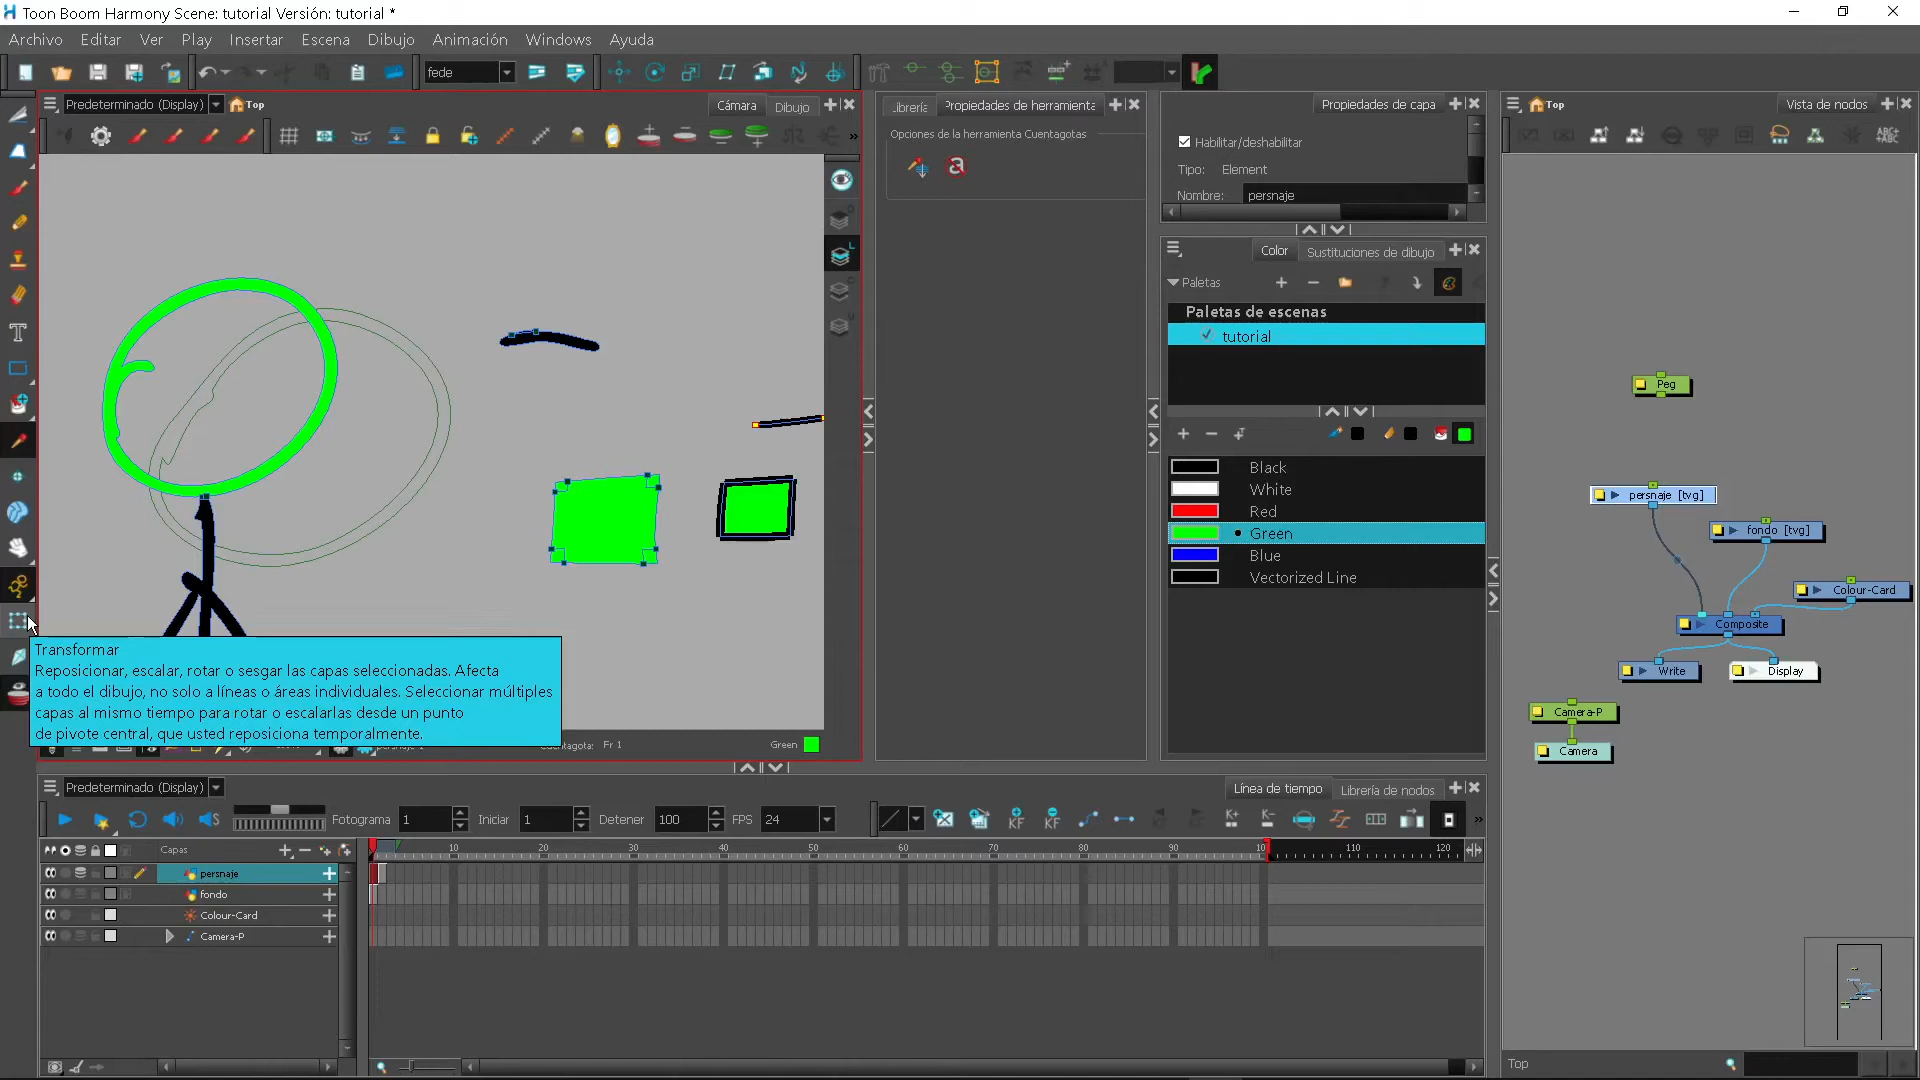 Toon Boom Harmony Scene: tutorial Versión: tutorial *
Archivo Editar Ver Play Insertar Escena Dibujo Animación Windows Ayuda
fede
Predeterminado (Display) Top Cámara Dibujo
Librería Propiedades de herramienta
Opciones de la herramienta Cuentagotas
Propiedades de capa
Habilitar/deshabilitar
Tipo: Element
Nombre: persnaje
Color Sustituciones de dibujo
Paletas
Paletas de escenas
tutorial
Black
White
Red
Green
Blue
Vectorized Line
Top Vista de nodos
ABC+
Peg
persnaje [tvg]
fondo [tvg]
Colour-Card
Composite
Write
Display
Camera-P
Camera
Top
Transformar
Reposicionar, escalar, rotar o sesgar las capas seleccionadas. Afecta
a todo el dibujo, no solo a líneas o áreas individuales. Seleccionar múltiples
capas al mismo tiempo para rotar o escalarlas desde un punto
de pivote central, que usted reposiciona temporalmente.
Fr 1 Green
Predeterminado (Display) Línea de tiempo Librería de nodos
Fotograma 1 Iniciar 1 Detener 100 FPS 24
KF KF K+ K-
Capas 10 20 30 40 50 60 70 80 90 10 110 120
persnaje
fondo
Colour-Card
Camera-P